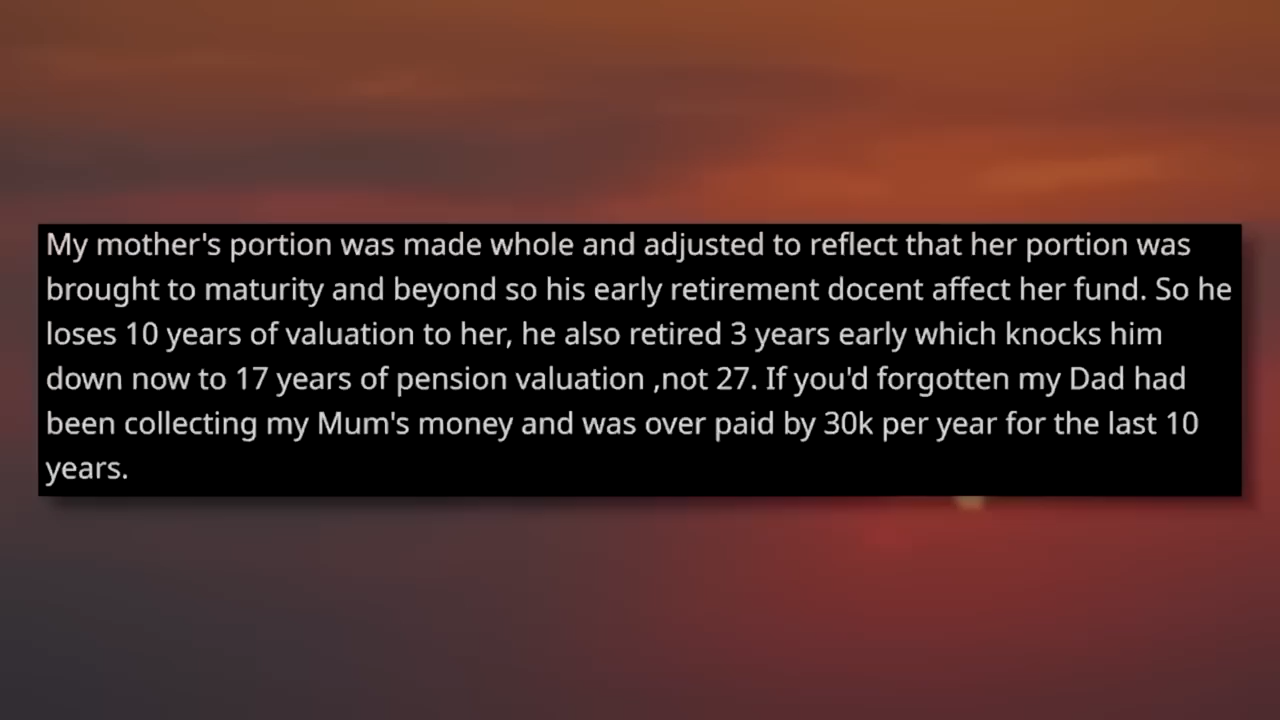 My mother's portion was made whole and adjusted to reflect that her portion was
brought to maturity and beyond so his early retirement docent affect her fund. So he
loses 10 years of valuation to her, he also retired 3 years early which knocks him
down now to 17 years of pension valuation ,not 27. If you'd forgotten my Dad had
been collecting my Mum's money and was over paid by 30k per year for the last 10
years.